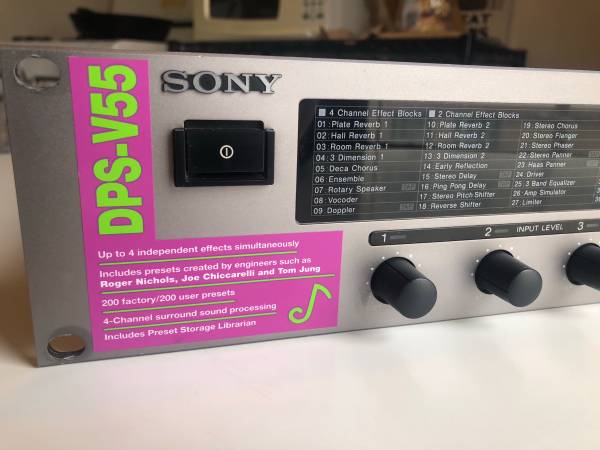 SONY
DPS-V55
Up to 4 independent effects simultaneously
Includes presets created by engineers such as
Roger Nichols, Joe Chiccarelli and Tom Jung
200 factory/200 user presets
4-Channel surround sound processing
Includes Preset Storage Librarian
4 Channel Effect Blocks
01 :Plate Reverb 1
02 :Hall Reverb 1
03 :Room Reverb 1
04 :3 Dimension 1
05 :Deca Chorus
06 :Ensemble
07 :Rotary Speaker TAP
08 :Vocoder
09 :Doppler TAP
2 Channel Effect Blocks
10 :Plate Reverb 2
11 :Hall Reverb 2
12 :Room Reverb 2
13 :3 Dimension 2
14 :Early Reflection
15 :Stereo Delay TAP
16 :Ping Pong Delay TAP
17 :Stereo Pitch Shifter
18 :Reverse Shifter
19 :Stereo Chorus
20 :Stereo Flanger
21 :Stereo Phaser
22 :Stereo Panner TAP
23 :Haas Panner TAP
24 :Driver
25 :3 Band Equalizer
26 :Amp Simulator
27 :Limiter
1 2 INPUT LEVEL 3